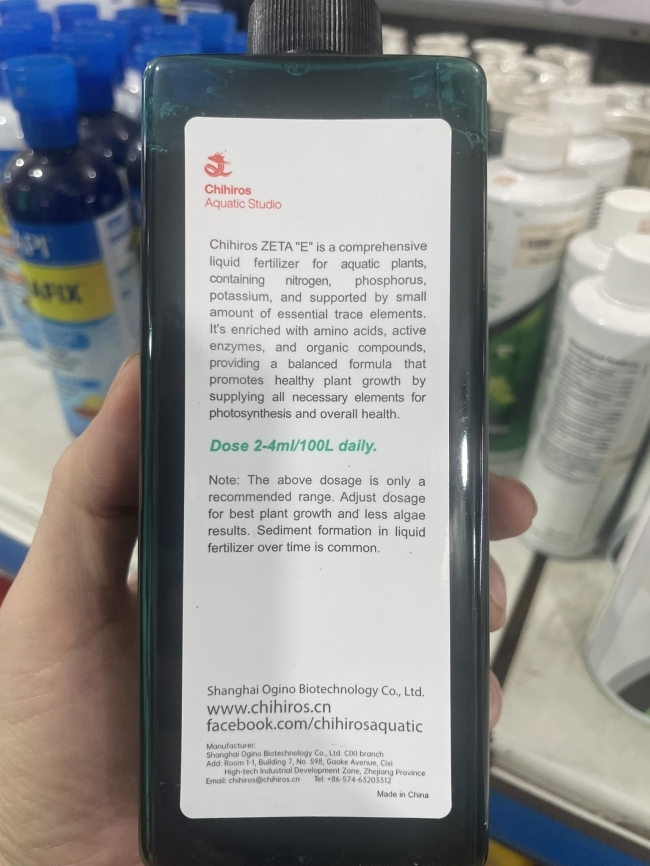 Chihiros
Aquatic Studio
Chihiros ZETA "E" is a comprehensive
liquid fertilizer for aquatic plants,
containing nitrogen, phosphorus,
potassium, and supported by small
amount of essential trace elements.
It's enriched with amino acids, active
enzymes, and organic compounds,
providing a balanced formula that
promotes healthy plant growth by
supplying all necessary elements for
photosynthesis and overall health.
Dose 2-4ml/100L daily.
Note: The above dosage is only a
recommended range. Adjust dosage
for best plant growth and less algae
results. Sediment formation in liquid
fertilizer over time is common.
Shanghai Ogino Biotechnology Co., Ltd.
www.chihiros.cn
facebook.com/chihirosaquatic
Manufacturer:
Shanghai Ogino Biotechnology Co., Ltd. CIXI branch
Add: Room 1-1, Building 7, No. 598, Gaoke Avenue, Cixi
High-tech Industrial Development Zone, Zhejiang Province
Email: chihiros@chihiros.cn Tel: +86-574-63203312
Made in China